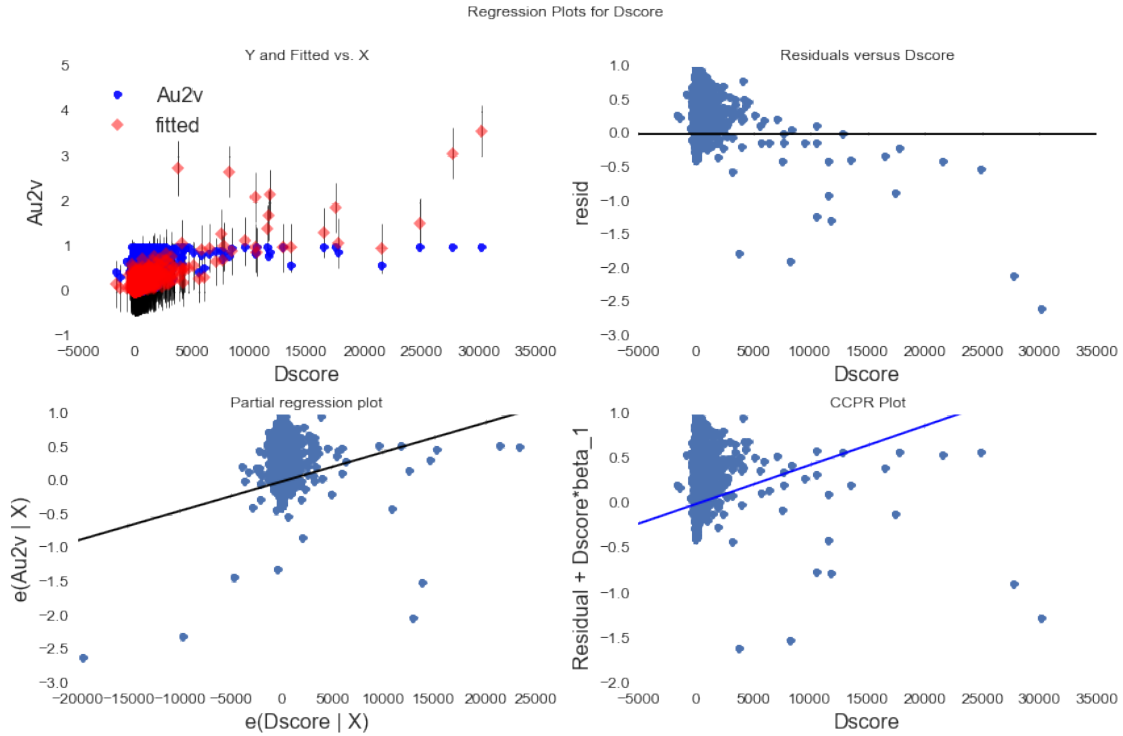 Regression Plots for Dscore
Y and Fitted vs. X
5
4
3
2
1
0
−1
Au2v
Au2v
fitted
−5000 0 5000 10000 15000 20000 25000 30000 35000
Dscore
Residuals versus Dscore
1.0
0.5
0.0
−0.5
−1.0
−1.5
−2.0
−2.5
−3.0
resid
−5000 0 5000 10000 15000 20000 25000 30000 35000
Dscore
Partial regression plot
1.0
0.5
0.0
−0.5
−1.0
−1.5
−2.0
−2.5
−3.0
e(Au2v | X)
−20000 −15000 −10000 −5000 0 5000 10000 15000 20000 25000
e(Dscore | X)
CCPR Plot
1.0
0.5
0.0
−0.5
−1.0
−1.5
−2.0
Residual + Dscore*beta_1
−5000 0 5000 10000 15000 20000 25000 30000 35000
Dscore